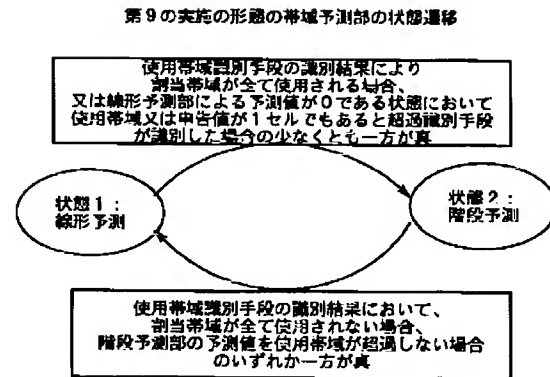 第9の実施の形態の帯域予測部の状態遷移
使用帯域識別手段の識別結果により
割当帯域が全て使用される場合、
又は線形予測部による予測値が0である状態において
使用帯域又は申告値が1セルでもあると超過識別手段
が識別した場合の少なくとも一方が真
状態1:
線形予測
状態2:
階段予測
使用帯域識別手段の識別結果において、
割当帯域が全て使用されない場合、
階段予測部の予測値を使用帯域が超過しない場合
のいずれか一方が真